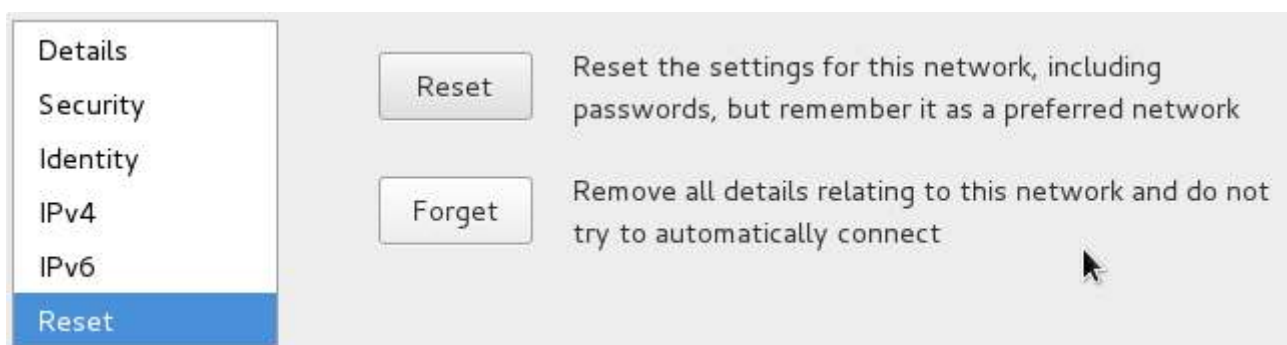 Details
Security
Identity
IPv4
IPv6
Reset
Reset
Reset the settings for this network, including
passwords, but remember it as a preferred network
Forget
Remove all details relating to this network and do not
try to automatically connect